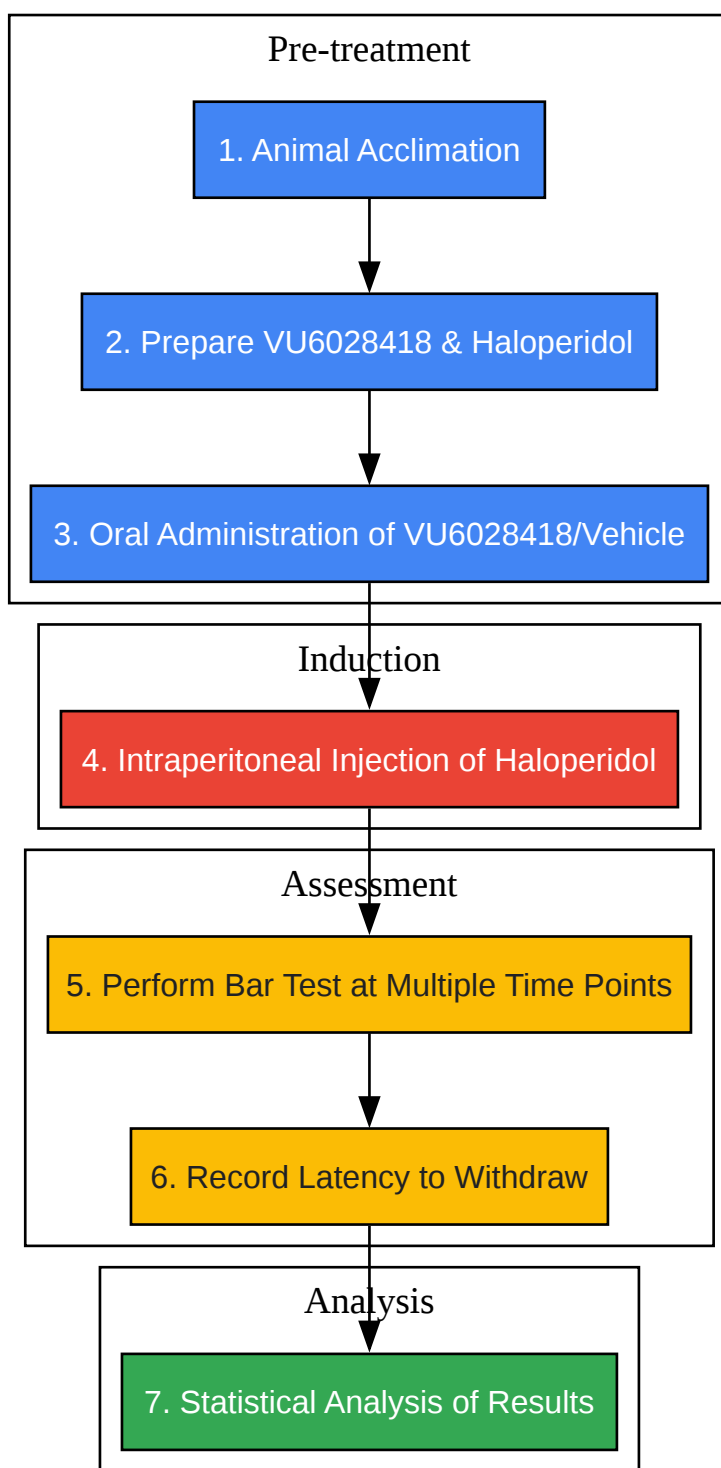 Pre-treatment
1. Animal Acclimation
2. Prepare VU6028418 & Haloperidol
3. Oral Administration of VU6028418/Vehicle
Induction
4. Intraperitoneal Injection of Haloperidol
Assessment
5. Perform Bar Test at Multiple Time Points
6. Record Latency to Withdraw
Analysis
7. Statistical Analysis of Results